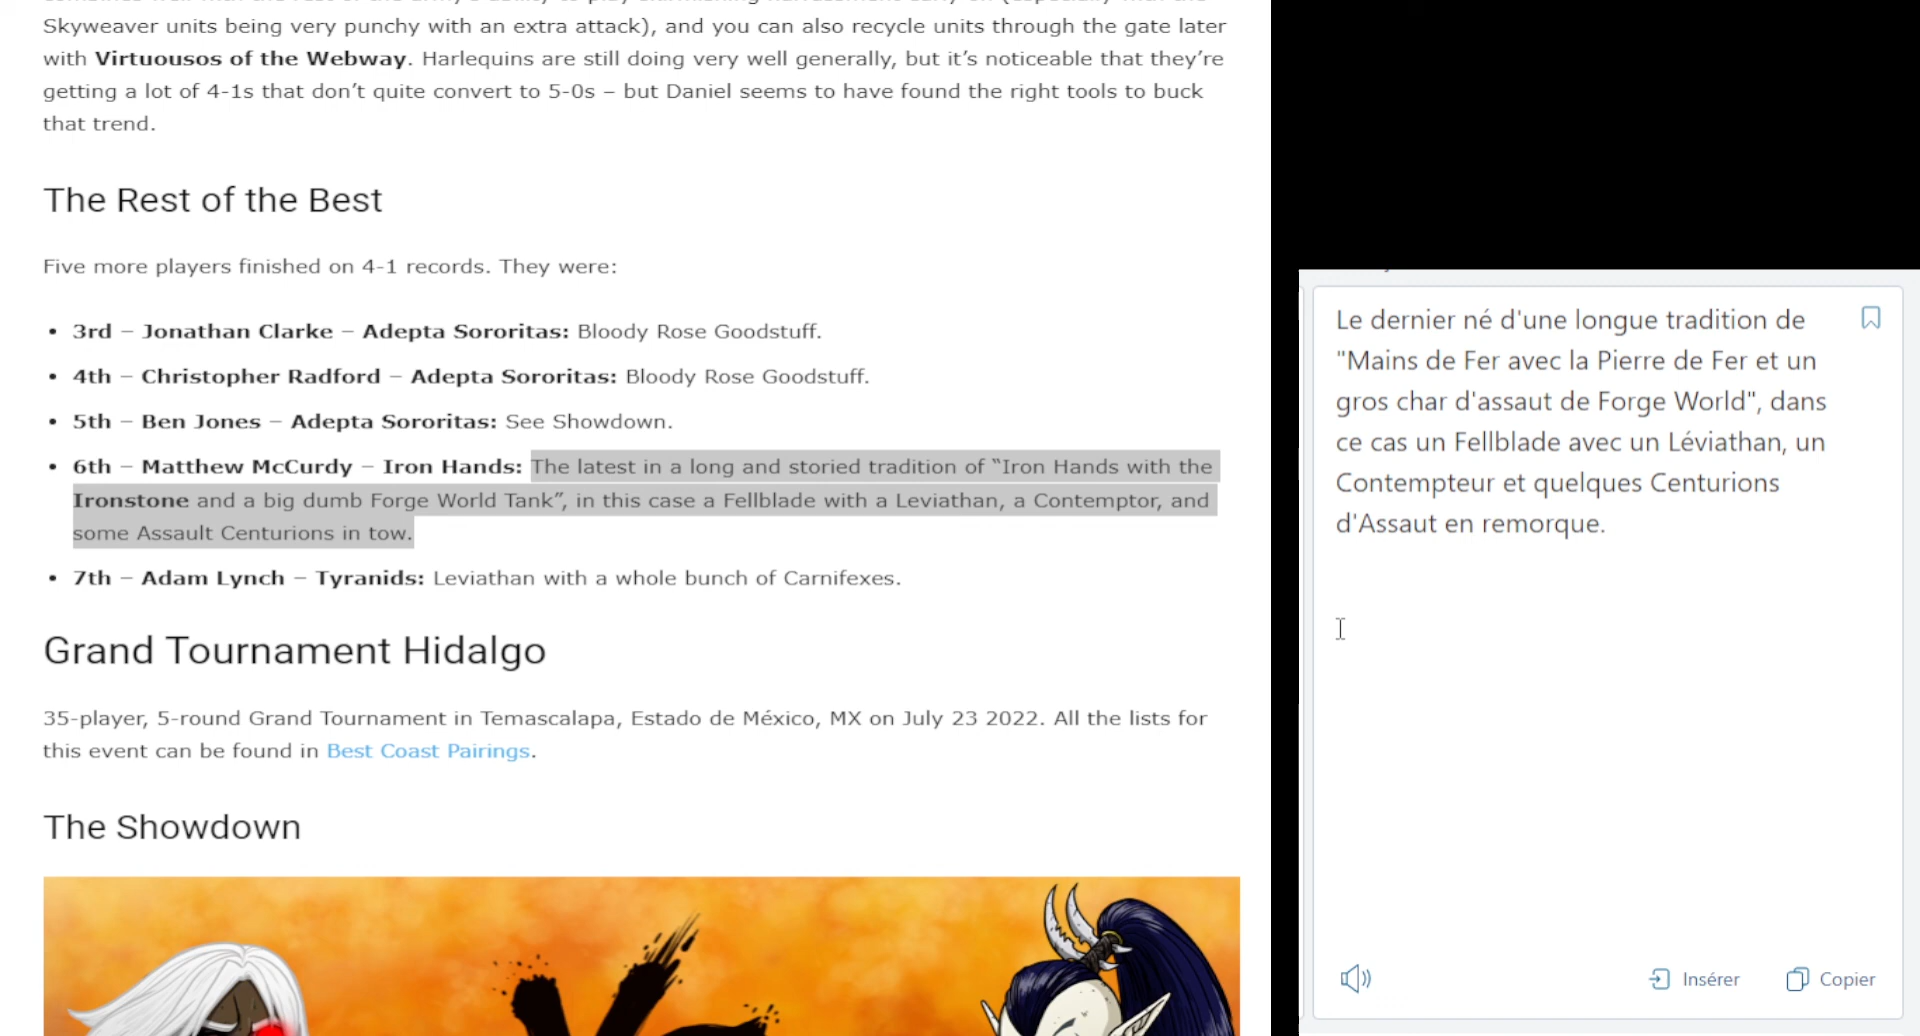 Skyweaver units being very punchy with an extra attack), and you can also recycle units through the gate later
with Virtuousos of the Webway. Harlequins are still doing very well generally, but it’s noticeable that they’re
getting a lot of 4-1s that don’t quite convert to 5-0s – but Daniel seems to have found the right tools to buck
that trend.
The Rest of the Best
Five more players finished on 4-1 records. They were:
• 3rd – Jonathan Clarke – Adepta Sororitas: Bloody Rose Goodstuff.
• 4th – Christopher Radford – Adepta Sororitas: Bloody Rose Goodstuff.
• 5th – Ben Jones – Adepta Sororitas: See Showdown.
• 6th – Matthew McCurdy – Iron Hands: The latest in a long and storied tradition of “Iron Hands with the
Ironstone and a big dumb Forge World Tank”, in this case a Fellblade with a Leviathan, a Contemptor, and
some Assault Centurions in tow.
• 7th – Adam Lynch – Tyranids: Leviathan with a whole bunch of Carnifexes.
Grand Tournament Hidalgo
35-player, 5-round Grand Tournament in Temascalapa, Estado de México, MX on July 23 2022. All the lists for
this event can be found in Best Coast Pairings.
The Showdown
Le dernier né d'une longue tradition de
"Mains de Fer avec la Pierre de Fer et un
gros char d'assaut de Forge World", dans
ce cas un Fellblade avec un Léviathan, un
Contempteur et quelques Centurions
d'Assaut en remorque.
Insérer
Copier